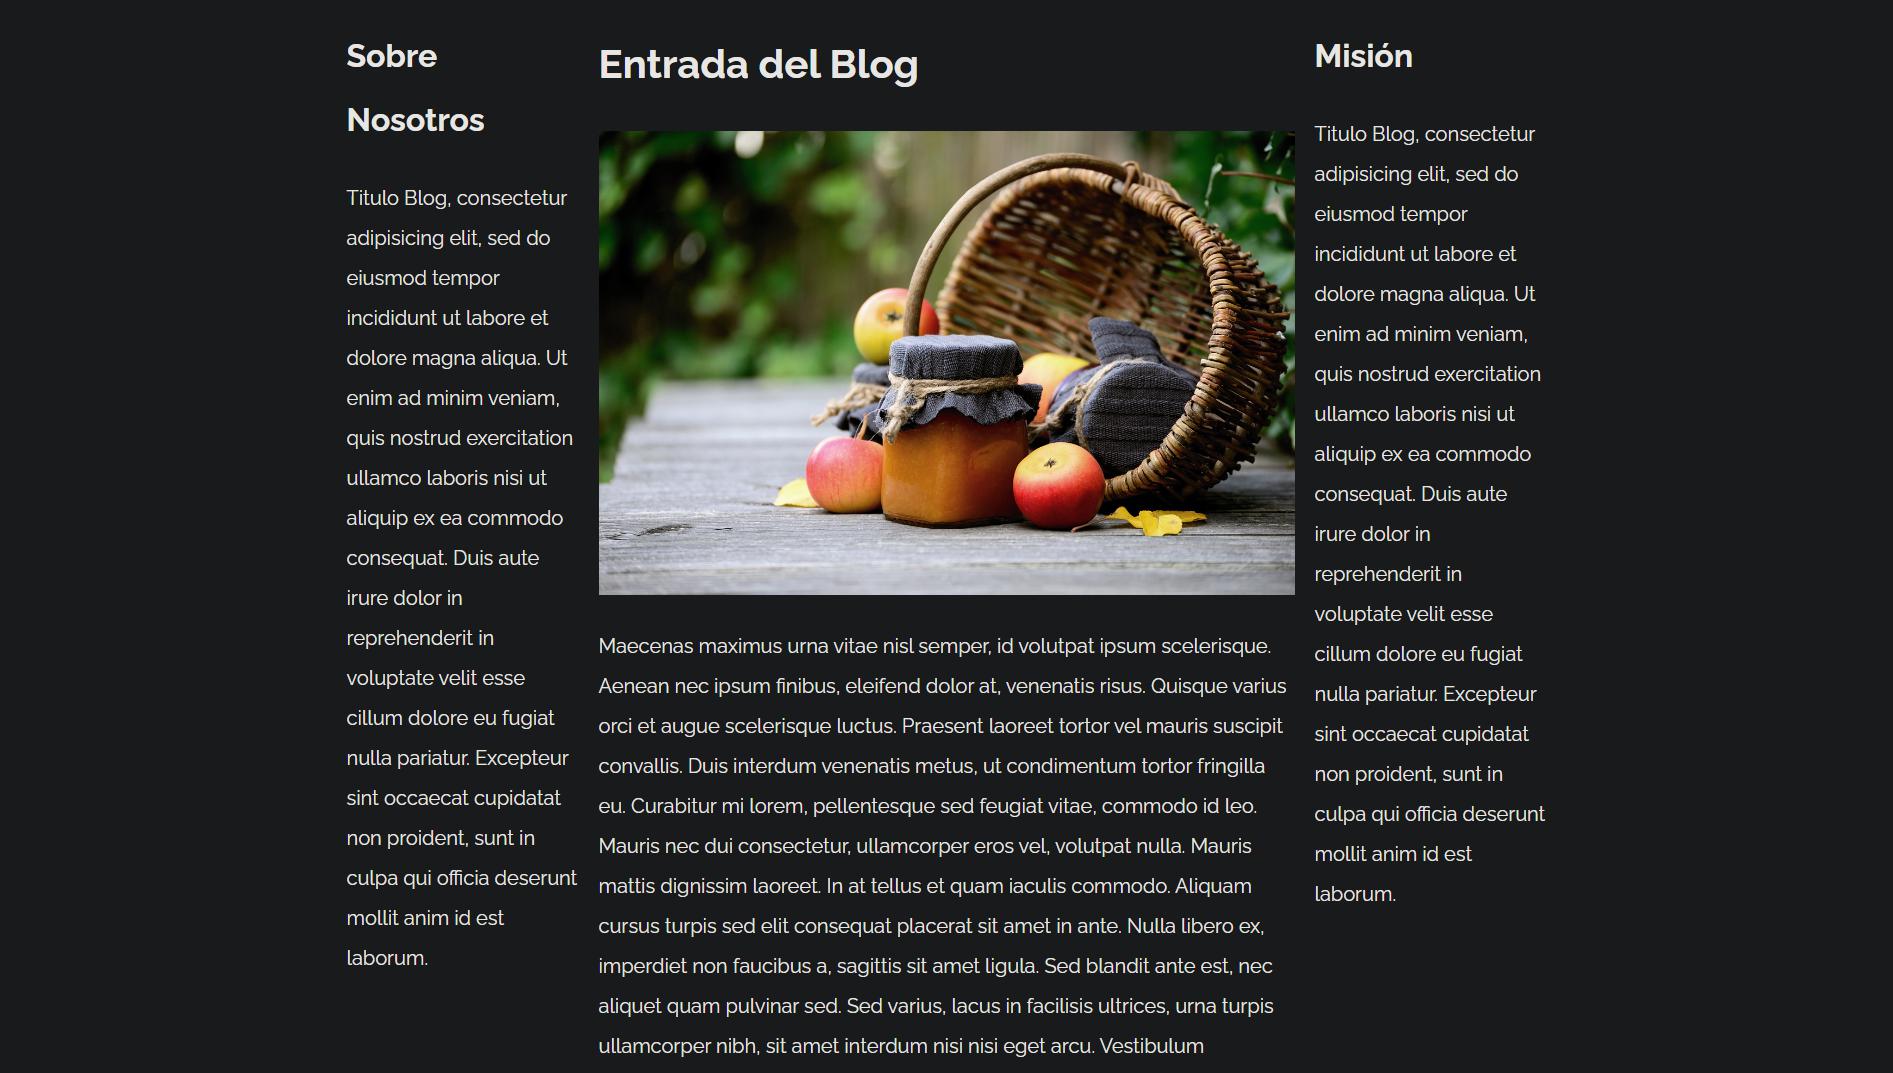 Sobre
Nosotros
Titulo Blog, consectetur
adipisicing elit, sed do
eiusmod tempor
incididunt ut labore et
dolore magna aliqua. Ut
enim ad minim veniam,
quis nostrud exercitation
ullamco laboris nisi ut
aliquip ex ea commodo
consequat. Duis aute
irure dolor in
reprehenderit in
voluptate velit esse
cillum dolore eu fugiat
nulla pariatur. Excepteur
sint occaecat cupidatat
non proident, sunt in
culpa qui officia deserunt
mollit anim id est
laborum.
Entrada del Blog
Maecenas maximus urna vitae nisl semper, id volutpat ipsum scelerisque.
Aenean nec ipsum finibus, eleifend dolor at, venenatis risus. Quisque varius
orci et augue scelerisque luctus. Praesent laoreet tortor vel mauris suscipit
convallis. Duis interdum venenatis metus, ut condimentum tortor fringilla
eu. Curabitur mi lorem, pellentesque sed feugiat vitae, commodo id leo.
Mauris nec dui consectetur, ullamcorper eros vel, volutpat nulla. Mauris
mattis dignissim laoreet. In at tellus et quam iaculis commodo. Aliquam
cursus turpis sed elit consequat placerat sit amet in ante. Nulla libero ex,
imperdiet non faucibus a, sagittis sit amet ligula. Sed blandit ante est, nec
aliquet quam pulvinar sed. Sed varius, lacus in facilisis ultrices, urna turpis
ullamcorper nibh, sit amet interdum nisi nisi eget arcu. Vestibulum
Misión
Titulo Blog, consectetur
adipisicing elit, sed do
eiusmod tempor
incididunt ut labore et
dolore magna aliqua. Ut
enim ad minim veniam,
quis nostrud exercitation
ullamco laboris nisi ut
aliquip ex ea commodo
consequat. Duis aute
irure dolor in
reprehenderit in
voluptate velit esse
cillum dolore eu fugiat
nulla pariatur. Excepteur
sint occaecat cupidatat
non proident, sunt in
culpa qui officia deserunt
mollit anim id est
laborum.